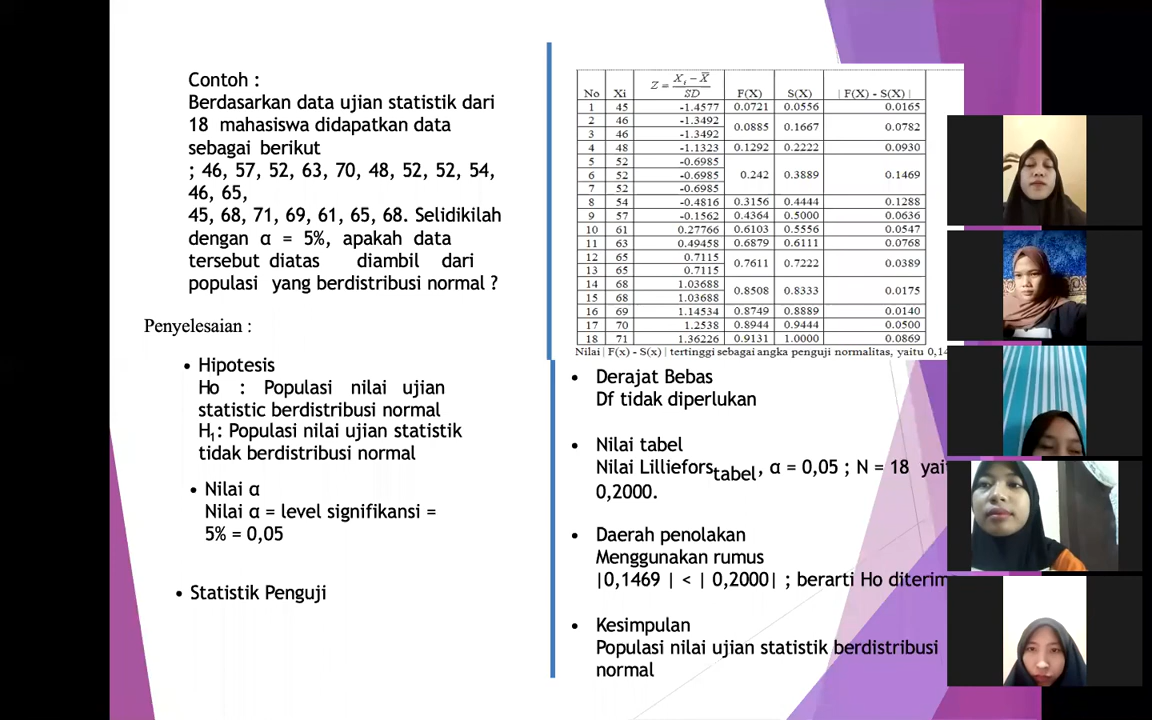 Contoh :
Berdasarkan data ujian statistik dari
18 mahasiswa didapatkan data
sebagai berikut
; 46, 57, 52, 63, 70, 48, 52, 52, 54,
46, 65,
45, 68, 71, 69, 61, 65, 68. Selidikilah
dengan α = 5%, apakah data
tersebut diatas diambil dari
populasi yang berdistribusi normal ?
Penyelesaian :
• Hipotesis
Ho : Populasi nilai ujian
statistic berdistribusi normal
H1: Populasi nilai ujian statistik
tidak berdistribusi normal
• Nilai α
Nilai α = level signifikansi =
5% = 0,05
• Statistik Penguji
No Xi Z = Xi – X̅ / SD F(X) S(X) | F(X) - S(X) |
1 45 -1.4577 0.0721 0.0556 0.0165
2 46 -1.3492
0.0885 0.1667 0.0782
3 46 -1.3492
4 48 -1.1323 0.1292 0.2222 0.0930
5 52 -0.6985
6 52 -0.6985 0.242 0.3889 0.1469
7 52 -0.6985
8 54 -0.4816 0.3156 0.4444 0.1288
9 57 -0.1562 0.4364 0.5000 0.0636
10 61 0.27766 0.6103 0.5556 0.0547
11 63 0.49458 0.6879 0.6111 0.0768
12 65 0.7115
0.7611 0.7222 0.0389
13 65 0.7115
14 68 1.03688
0.8508 0.8333 0.0175
15 68 1.03688
16 69 1.14534 0.8749 0.8889 0.0140
17 70 1.2538 0.8944 0.9444 0.0500
18 71 1.36226 0.9131 1.0000 0.0869
Nilai | F(x) - S(x) | tertinggi sebagai angka penguji normalitas, yaitu 0,14
• Derajat Bebas
Df tidak diperlukan
• Nilai tabel
Nilai Lilliefors tabel, α = 0,05 ; N = 18 yai
0,2000.
• Daerah penolakan
Menggunakan rumus
|0,1469 | < | 0,2000| ; berarti Ho diterim
• Kesimpulan
Populasi nilai ujian statistik berdistribusi
normal